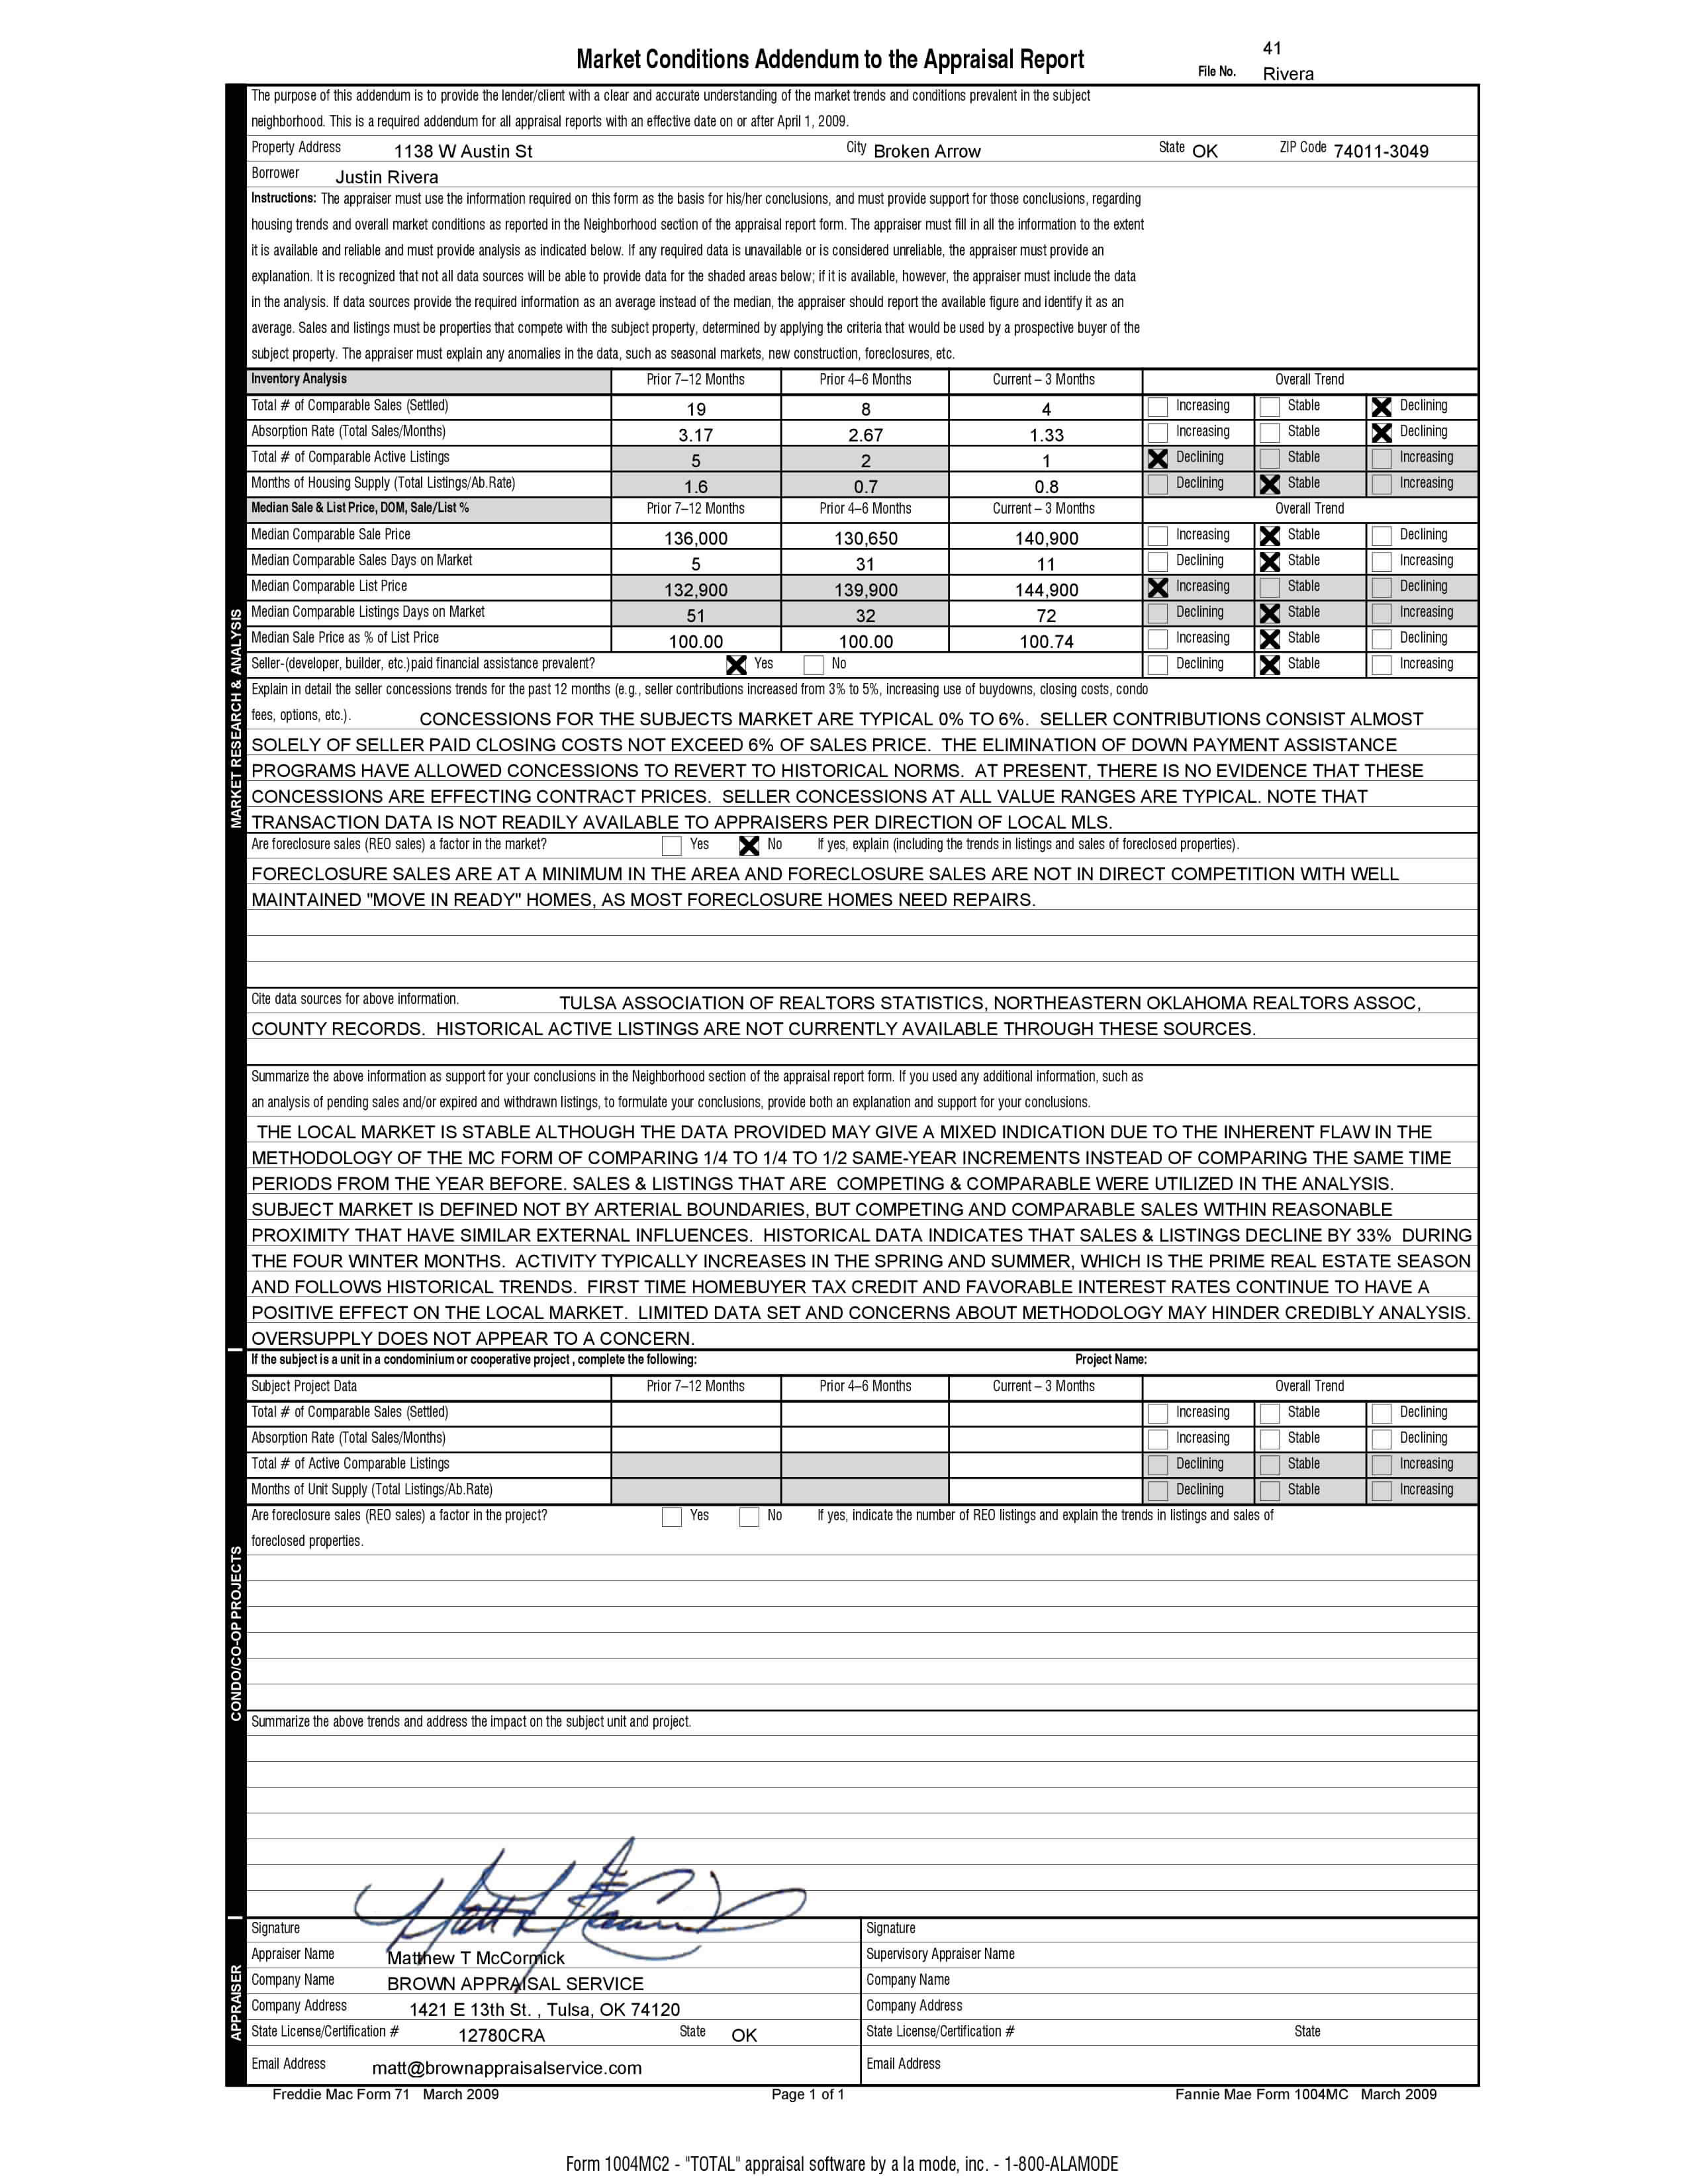 Market Conditions Addendum to the Appraisal Report
41
File No. Rivera
The purpose of this addendum is to provide the lender/client with a clear and accurate understanding of the market trends and conditions prevalent in the subject
neighborhood. This is a required addendum for all appraisal reports with an effective date on or after April 1, 2009.
Property Address 1138 W Austin St City Broken Arrow State OK ZIP Code 74011-3049
Borrower Justin Rivera
Instructions: The appraiser must use the information required on this form as the basis for his/her conclusions, and must provide support for those conclusions, regarding
housing trends and overall market conditions as reported in the Neighborhood section of the appraisal report form. The appraiser must fill in all the information to the extent
it is available and reliable and must provide analysis as indicated below. If any required data is unavailable or is considered unreliable, the appraiser must provide an
explanation. It is recognized that not all data sources will be able to provide data for the shaded areas below; if it is available, however, the appraiser must include the data
in the analysis. If data sources provide the required information as an average instead of the median, the appraiser should report the available figure and identify it as an
average. Sales and listings must be properties that compete with the subject property, determined by applying the criteria that would be used by a prospective buyer of the
subject property. The appraiser must explain any anomalies in the data, such as seasonal markets, new construction, foreclosures, etc.
Inventory Analysis Prior 7–12 Months Prior 4–6 Months Current – 3 Months Overall Trend
Total # of Comparable Sales (Settled) 19 8 4 Increasing Stable X Declining
Absorption Rate (Total Sales/Months) 3.17 2.67 1.33 Increasing Stable X Declining
Total # of Comparable Active Listings 5 2 1 X Declining Stable Increasing
Months of Housing Supply (Total Listings/Ab.Rate) 1.6 0.7 0.8 Declining X Stable Increasing
Median Sale & List Price, DOM, Sale/List % Prior 7–12 Months Prior 4–6 Months Current – 3 Months Overall Trend
Median Comparable Sale Price 136,000 130,650 140,900 Increasing X Stable Declining
Median Comparable Sales Days on Market 5 31 11 Declining X Stable Increasing
Median Comparable List Price 132,900 139,900 144,900 X Increasing Stable Declining
Median Comparable Listings Days on Market 51 32 72 Declining X Stable Increasing
Median Sale Price as % of List Price 100.00 100.00 100.74 Increasing X Stable Declining
Seller-(developer, builder, etc.)paid financial assistance prevalent? X Yes No Declining X Stable Increasing
Explain in detail the seller concessions trends for the past 12 months (e.g., seller contributions increased from 3% to 5%, increasing use of buydowns, closing costs, condo
fees, options, etc.). CONCESSIONS FOR THE SUBJECTS MARKET ARE TYPICAL 0% TO 6%. SELLER CONTRIBUTIONS CONSIST ALMOST
SOLELY OF SELLER PAID CLOSING COSTS NOT EXCEED 6% OF SALES PRICE. THE ELIMINATION OF DOWN PAYMENT ASSISTANCE
PROGRAMS HAVE ALLOWED CONCESSIONS TO REVERT TO HISTORICAL NORMS. AT PRESENT, THERE IS NO EVIDENCE THAT THESE
CONCESSIONS ARE EFFECTING CONTRACT PRICES. SELLER CONCESSIONS AT ALL VALUE RANGES ARE TYPICAL. NOTE THAT
TRANSACTION DATA IS NOT READILY AVAILABLE TO APPRAISERS PER DIRECTION OF LOCAL MLS.
Are foreclosure sales (REO sales) a factor in the market? Yes X No If yes, explain (including the trends in listings and sales of foreclosed properties).
FORECLOSURE SALES ARE AT A MINIMUM IN THE AREA AND FORECLOSURE SALES ARE NOT IN DIRECT COMPETITION WITH WELL
MAINTAINED "MOVE IN READY" HOMES, AS MOST FORECLOSURE HOMES NEED REPAIRS.
Cite data sources for above information. TULSA ASSOCIATION OF REALTORS STATISTICS, NORTHEASTERN OKLAHOMA REALTORS ASSOC,
COUNTY RECORDS. HISTORICAL ACTIVE LISTINGS ARE NOT CURRENTLY AVAILABLE THROUGH THESE SOURCES.
Summarize the above information as support for your conclusions in the Neighborhood section of the appraisal report form. If you used any additional information, such as
an analysis of pending sales and/or expired and withdrawn listings, to formulate your conclusions, provide both an explanation and support for your conclusions.
THE LOCAL MARKET IS STABLE ALTHOUGH THE DATA PROVIDED MAY GIVE A MIXED INDICATION DUE TO THE INHERENT FLAW IN THE
METHODOLOGY OF THE MC FORM OF COMPARING 1/4 TO 1/4 TO 1/2 SAME-YEAR INCREMENTS INSTEAD OF COMPARING THE SAME TIME
PERIODS FROM THE YEAR BEFORE. SALES & LISTINGS THAT ARE COMPETING & COMPARABLE WERE UTILIZED IN THE ANALYSIS.
SUBJECT MARKET IS DEFINED NOT BY ARTERIAL BOUNDARIES, BUT COMPETING AND COMPARABLE SALES WITHIN REASONABLE
PROXIMITY THAT HAVE SIMILAR EXTERNAL INFLUENCES. HISTORICAL DATA INDICATES THAT SALES & LISTINGS DECLINE BY 33% DURING
THE FOUR WINTER MONTHS. ACTIVITY TYPICALLY INCREASES IN THE SPRING AND SUMMER, WHICH IS THE PRIME REAL ESTATE SEASON
AND FOLLOWS HISTORICAL TRENDS. FIRST TIME HOMEBUYER TAX CREDIT AND FAVORABLE INTEREST RATES CONTINUE TO HAVE A
POSITIVE EFFECT ON THE LOCAL MARKET. LIMITED DATA SET AND CONCERNS ABOUT METHODOLOGY MAY HINDER CREDIBLY ANALYSIS.
OVERSUPPLY DOES NOT APPEAR TO A CONCERN.
If the subject is a unit in a condominium or cooperative project , complete the following: Project Name:
Subject Project Data Prior 7–12 Months Prior 4–6 Months Current – 3 Months Overall Trend
Total # of Comparable Sales (Settled) Increasing Stable Declining
Absorption Rate (Total Sales/Months) Increasing Stable Declining
Total # of Active Comparable Listings Declining Stable Increasing
Months of Unit Supply (Total Listings/Ab.Rate) Declining Stable Increasing
Are foreclosure sales (REO sales) a factor in the project? Yes No If yes, indicate the number of REO listings and explain the trends in listings and sales of
foreclosed properties.
Summarize the above trends and address the impact on the subject unit and project.
MARKET RESEARCH & ANALYSIS
CONDO/CO-OP PROJECTS
APPRAISER
Signature Signature
Appraiser Name Matthew T McCormick Supervisory Appraiser Name
Company Name BROWN APPRAISAL SERVICE Company Name
Company Address 1421 E 13th St. , Tulsa, OK 74120 Company Address
State License/Certification # 12780CRA State OK State License/Certification # State
Email Address matt@brownappraisalservice.com Email Address
Freddie Mac Form 71 March 2009 Page 1 of 1 Fannie Mae Form 1004MC March 2009
Form 1004MC2 - "TOTAL" appraisal software by a la mode, inc. - 1-800-ALAMODE